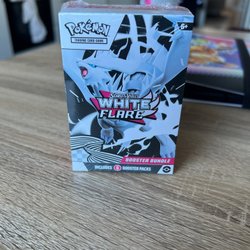 POKÉMON
TRADING CARD GAME
6+
SCARLET & VIOLET
WHITE
FLARE
BOOSTER BUNDLE
INCLUDES 6 BOOSTER PACKS